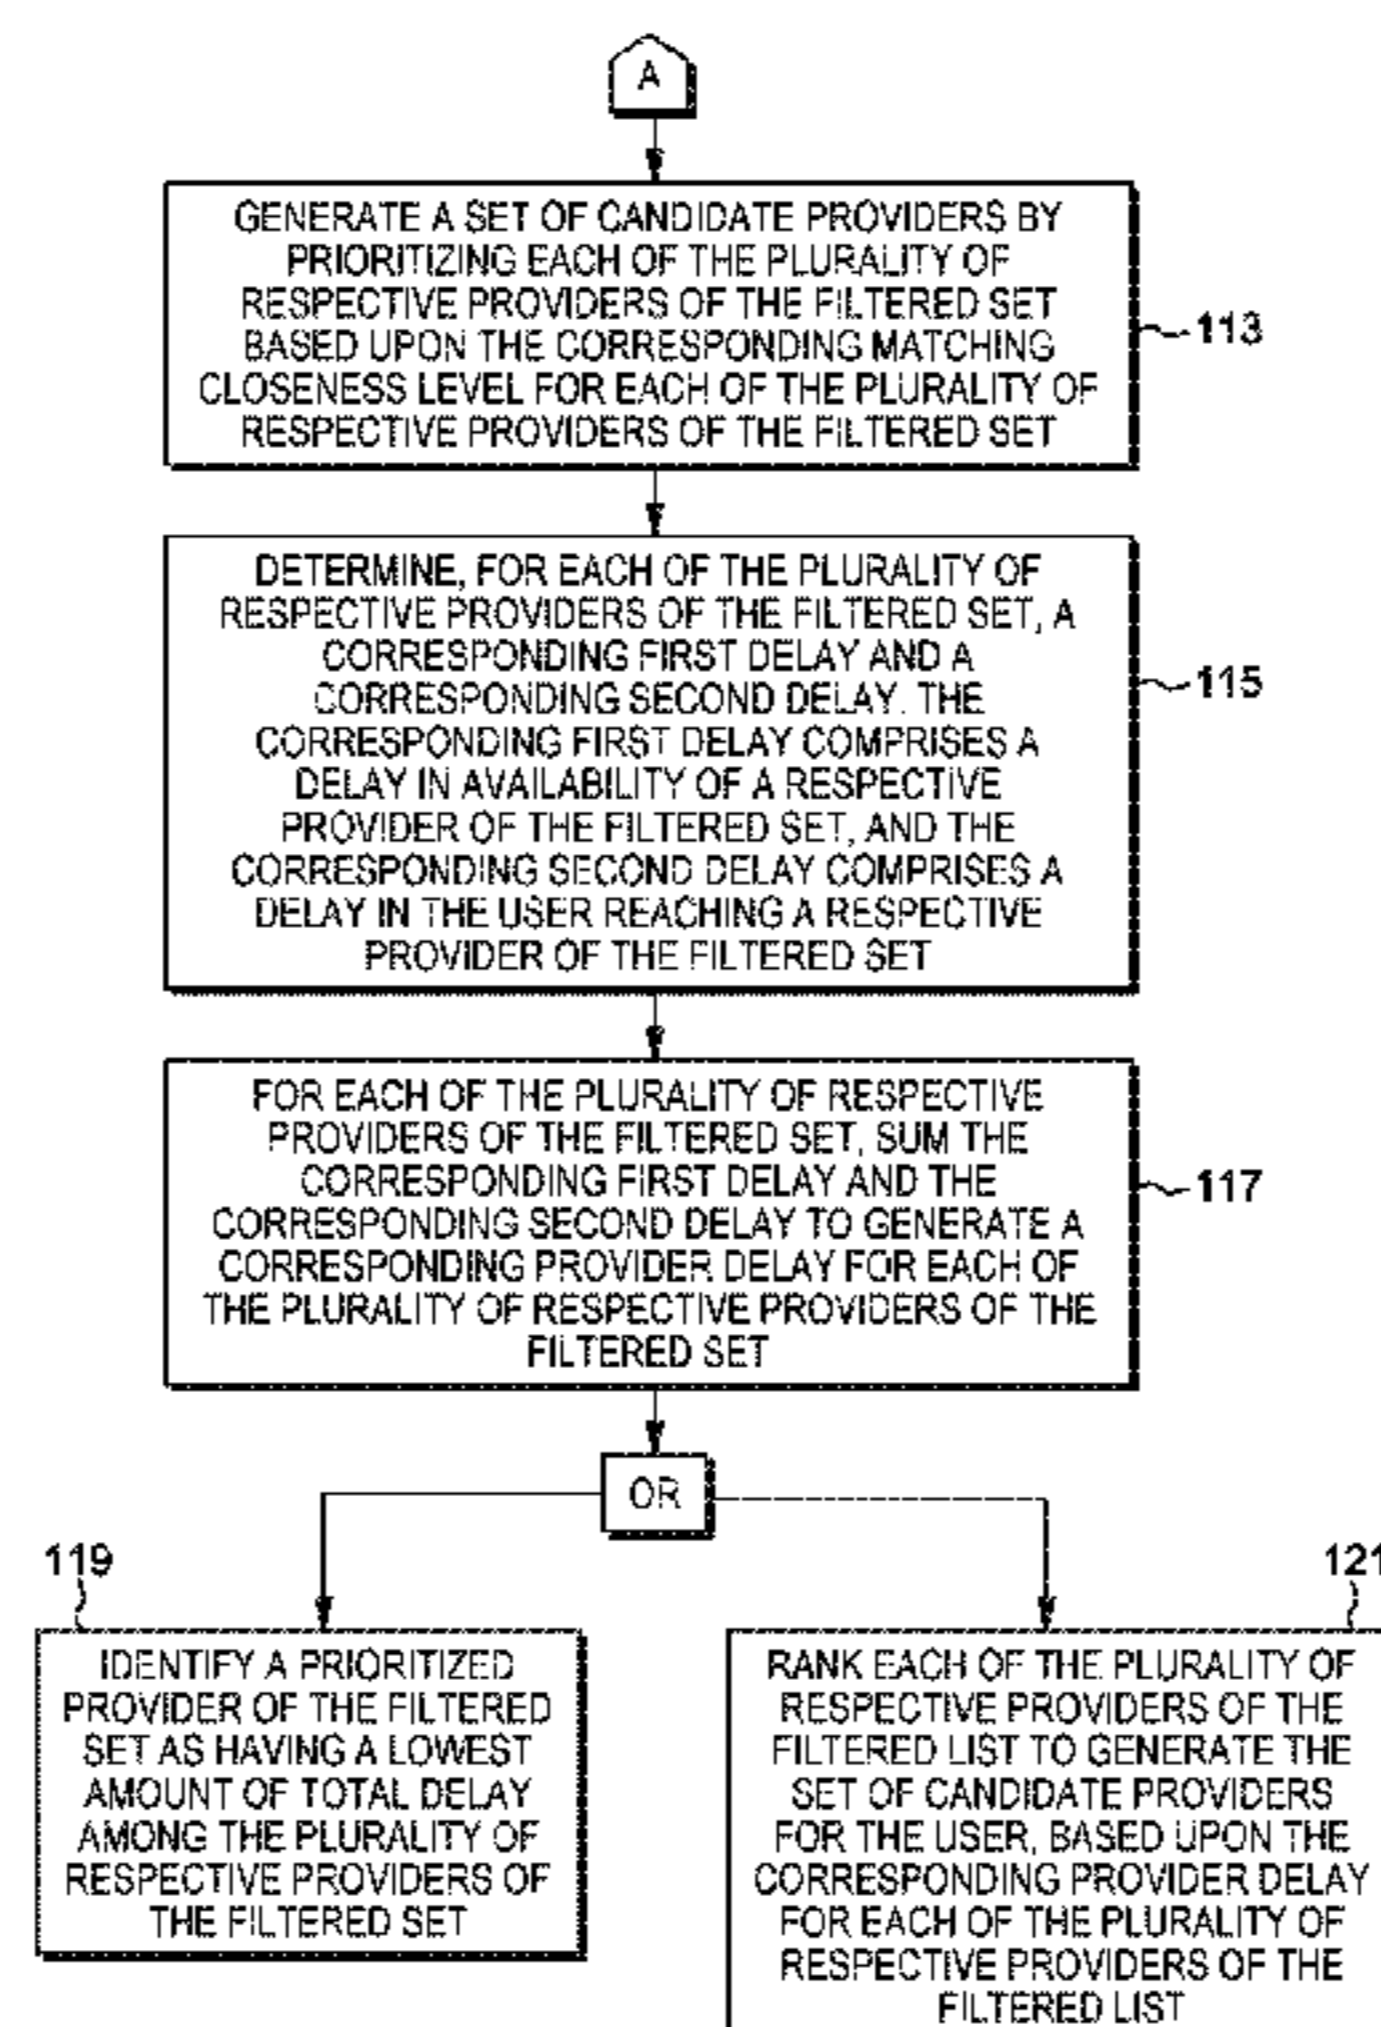 A
GENERATE A SET OF CANDIDATE PROVIDERS BY
PRIORITIZING EACH OF THE PLURALITY OF
RESPECTIVE PROVIDERS OF THE FILTERED SET
BASED UPON THE CORRESPONDING MATCHING
CLOSENESS LEVEL FOR EACH OF THE PLURALITY OF
RESPECTIVE PROVIDERS OF THE FILTERED SET
113
DETERMINE, FOR EACH OF THE PLURALITY OF
RESPECTIVE PROVIDERS OF THE FILTERED SET, A
CORRESPONDING FIRST DELAY AND A
CORRESPONDING SECOND DELAY. THE
CORRESPONDING FIRST DELAY COMPRISES A
DELAY IN AVAILABILITY OF A RESPECTIVE
PROVIDER OF THE FILTERED SET, AND THE
CORRESPONDING SECOND DELAY COMPRISES A
DELAY IN THE USER REACHING A RESPECTIVE
PROVIDER OF THE FILTERED SET
115
FOR EACH OF THE PLURALITY OF RESPECTIVE
PROVIDERS OF THE FILTERED SET, SUM THE
CORRESPONDING FIRST DELAY AND THE
CORRESPONDING SECOND DELAY TO GENERATE A
CORRESPONDING PROVIDER DELAY FOR EACH OF
THE PLURALITY OF RESPECTIVE PROVIDERS OF THE
FILTERED SET
117
OR
119
IDENTIFY A PRIORITIZED
PROVIDER OF THE FILTERED
SET AS HAVING A LOWEST
AMOUNT OF TOTAL DELAY
AMONG THE PLURALITY OF
RESPECTIVE PROVIDERS OF
THE FILTERED SET
121
RANK EACH OF THE PLURALITY OF
RESPECTIVE PROVIDERS OF THE
FILTERED LIST TO GENERATE THE
SET OF CANDIDATE PROVIDERS
FOR THE USER, BASED UPON THE
CORRESPONDING PROVIDER DELAY
FOR EACH OF THE PLURALITY OF
RESPECTIVE PROVIDERS OF THE
FILTERED LIST